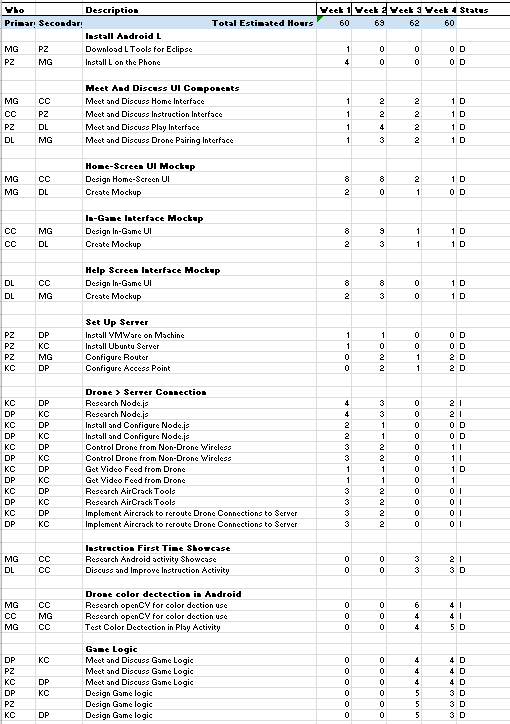 Who Description Week 1 Week 2 Week 3 Week 4 Status
Primary Secondary Total Estimated Hours 60 69 62 60
Install Android L
MG PZ Download L Tools for Eclipse 1 0 0 0 D
PZ MG Install L on the Phone 4 0 0 0 D
Meet And Discuss UI Components
MG CC Meet and Discuss Home Interface 1 2 2 1 D
CC PZ Meet and Discuss Instruction Interface 1 2 2 1 D
PZ DL Meet and Discuss Play Interface 1 4 2 1 D
DL MG Meet and Discuss Drone Pairing Interface 1 3 2 1 D
Home-Screen UI Mockup
MG CC Design Home-Screen UI 8 8 2 1 D
MG DL Create Mockup 2 0 1 0 D
In-Game Interface Mockup
CC MG Design In-Game UI 8 9 1 1 D
CC DL Create Mockup 2 3 1 1 D
Help Screen Interface Mockup
DL CC Design In-Game UI 8 8 0 1 D
DL MG Create Mockup 2 3 0 1 D
Set Up Server
PZ DP Install VMWare on Machine 1 1 0 0 D
PZ KC Install Ubuntu Server 1 0 0 0 D
PZ MG Configure Router 0 2 1 2 D
KC DP Configure Access Point 0 2 1 2 D
Drone > Server Connection
KC DP Research Node.js 4 3 0 2 I
DP KC Research Node.js 4 3 0 2 I
KC DP Install and Configure Node.js 2 1 0 0 D
DP KC Install and Configure Node.js 2 1 0 0 D
KC DP Control Drone from Non-Drone Wireless 3 2 0 1 I
DP KC Control Drone from Non-Drone Wireless 3 2 0 1 I
KC DP Get Video Feed from Drone 1 1 0 1 D
DP KC Get Video Feed from Drone 1 1 0 1
KC DP Research AirCrack Tools 3 2 0 0 I
DP KC Research AirCrack Tools 3 2 0 0 I
KC DP Implement Aircrack to reroute Drone Connections to Server 3 2 0 0 I
DP KC Implement Aircrack to reroute Drone Connections to Server 3 2 0 0 I
Instruction First Time Showcase
MG CC Research Android activity Showcase 0 0 3 2 I
DL CC Discuss and Improve Instruction Activity 0 0 3 3 D
Drone color dectection in Android
MG CC Research openCV for color dection use 0 0 6 4 I
CC MG Research openCV for color dection use 0 0 4 4 I
MG CC Test Color Dectection in Play Activity 0 0 4 5 D
Game Logic
DP KC Meet and Discuss Game Logic 0 0 4 4 D
PZ Meet and Discuss Game Logic 0 0 4 4 D
KC DP Meet and Discuss Game Logic 0 0 4 4 D
DP KC Design Game logic 0 0 5 3 D
PZ Design Game logic 0 0 5 3 D
KC DP Design Game logic 0 0 5 3 D